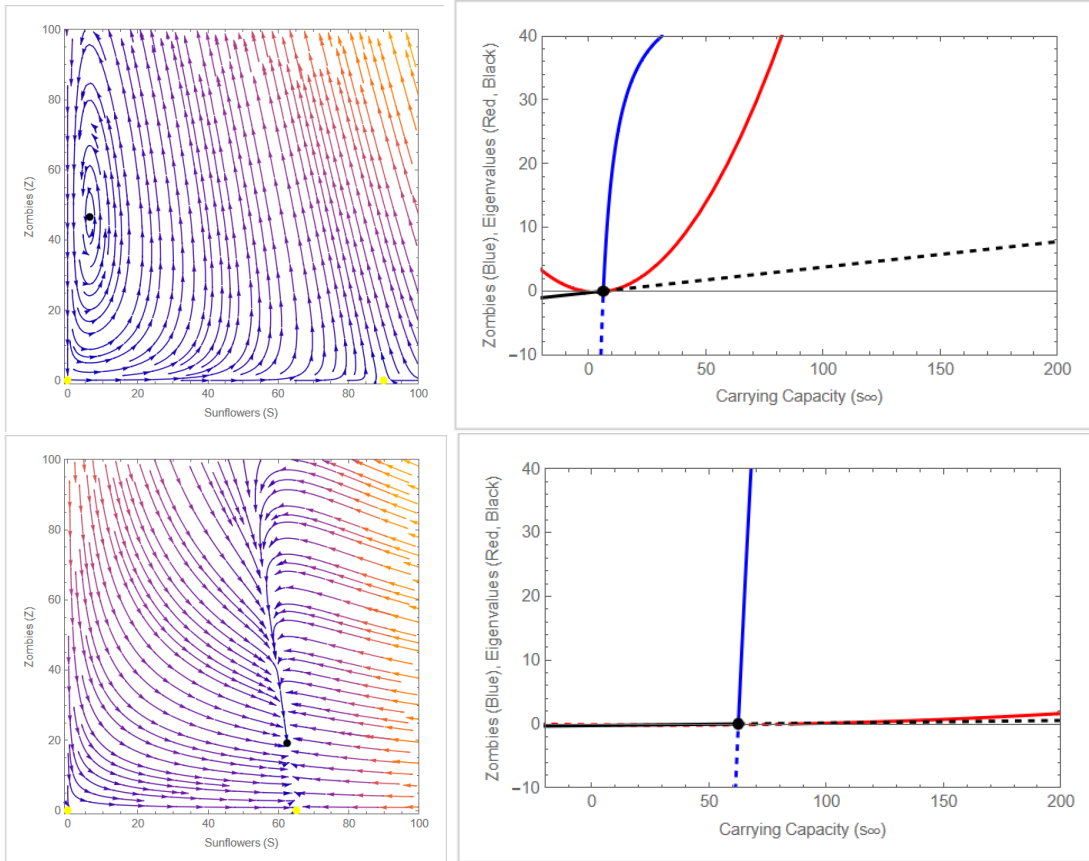 100
80
60
40
20
0
Zombies (Z)
0 20 40 60 80 100
Sunflowers (S)
40
30
20
10
0
−10
Zombies (Blue), Eigenvalues (Red, Black)
0 50 100 150 200
Carrying Capacity (s∞)
100
80
60
40
20
0
Zombies (Z)
0 20 40 60 80 100
Sunflowers (S)
40
30
20
10
0
−10
Zombies (Blue), Eigenvalues (Red, Black)
0 50 100 150 200
Carrying Capacity (s∞)